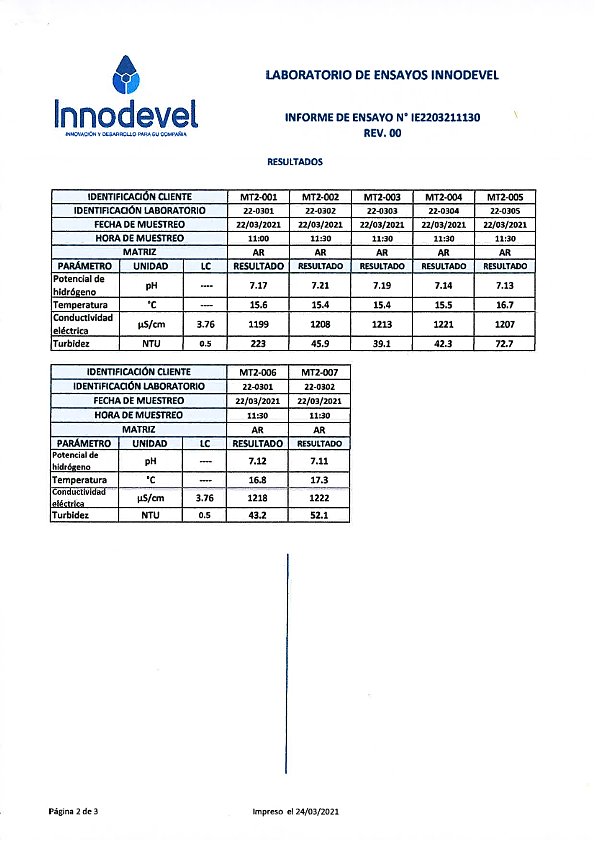 Innodevel
INNOVACIÓN Y DESARROLLO PARA SU COMPAÑIA
LABORATORIO DE ENSAYOS INNODEVEL
INFORME DE ENSAYO N° IE2203211130
REV. 00
RESULTADOS
IDENTIFICACIÓN CLIENTE MT2-001 MT2-002 MT2-003 MT2-004 MT2-005
IDENTIFICACIÓN LABORATORIO 22-0301 22-0302 22-0303 22-0304 22-0305
FECHA DE MUESTREO 22/03/2021 22/03/2021 22/03/2021 22/03/2021 22/03/2021
HORA DE MUESTREO 11:00 11:30 11:30 11:30 11:30
MATRIZ AR AR AR AR AR
PARÁMETRO UNIDAD LC RESULTADO RESULTADO RESULTADO RESULTADO RESULTADO
Potencial de
hidrógeno pH ---- 7.17 7.21 7.19 7.14 7.13
Temperatura °C ---- 15.6 15.4 15.4 15.5 16.7
Conductividad
eléctrica µS/cm 3.76 1199 1208 1213 1221 1207
Turbidez NTU 0.5 223 45.9 39.1 42.3 72.7
IDENTIFICACIÓN CLIENTE MT2-006 MT2-007
IDENTIFICACIÓN LABORATORIO 22-0301 22-0302
FECHA DE MUESTREO 22/03/2021 22/03/2021
HORA DE MUESTREO 11:30 11:30
MATRIZ AR AR
PARÁMETRO UNIDAD LC RESULTADO RESULTADO
Potencial de
hidrógeno pH ---- 7.12 7.11
Temperatura °C ---- 16.8 17.3
Conductividad
eléctrica µS/cm 3.76 1218 1222
Turbidez NTU 0.5 43.2 52.1
Página 2 de 3 Impreso el 24/03/2021